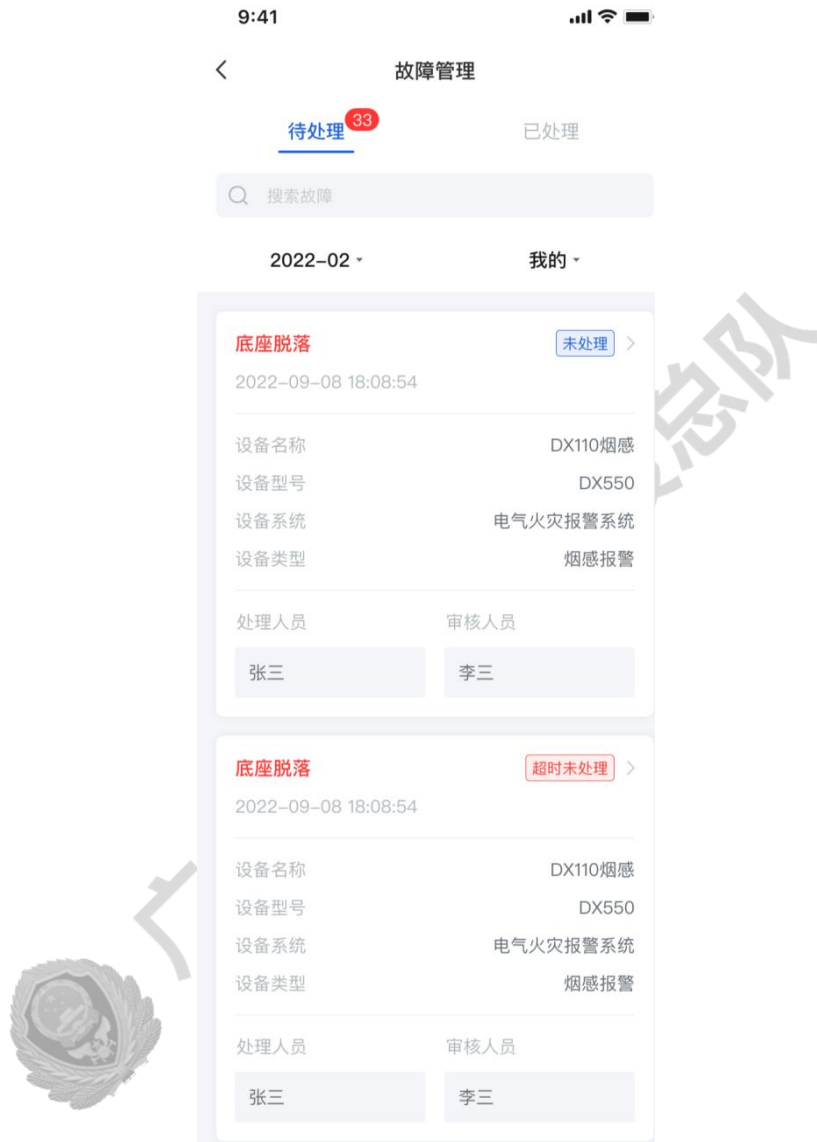 9:41
故障管理
待处理 33 已处理
搜索故障
2022-02 我的
底座脱落 未处理
2022-09-08 18:08:54
设备名称 DX110烟感
设备型号 DX550
设备系统 电气火灾报警系统
设备类型 烟感报警
处理人员 审核人员
张三 李三
底座脱落 超时未处理
2022-09-08 18:08:54
设备名称 DX110烟感
设备型号 DX550
设备系统 电气火灾报警系统
设备类型 烟感报警
处理人员 审核人员
张三 李三
广
总队